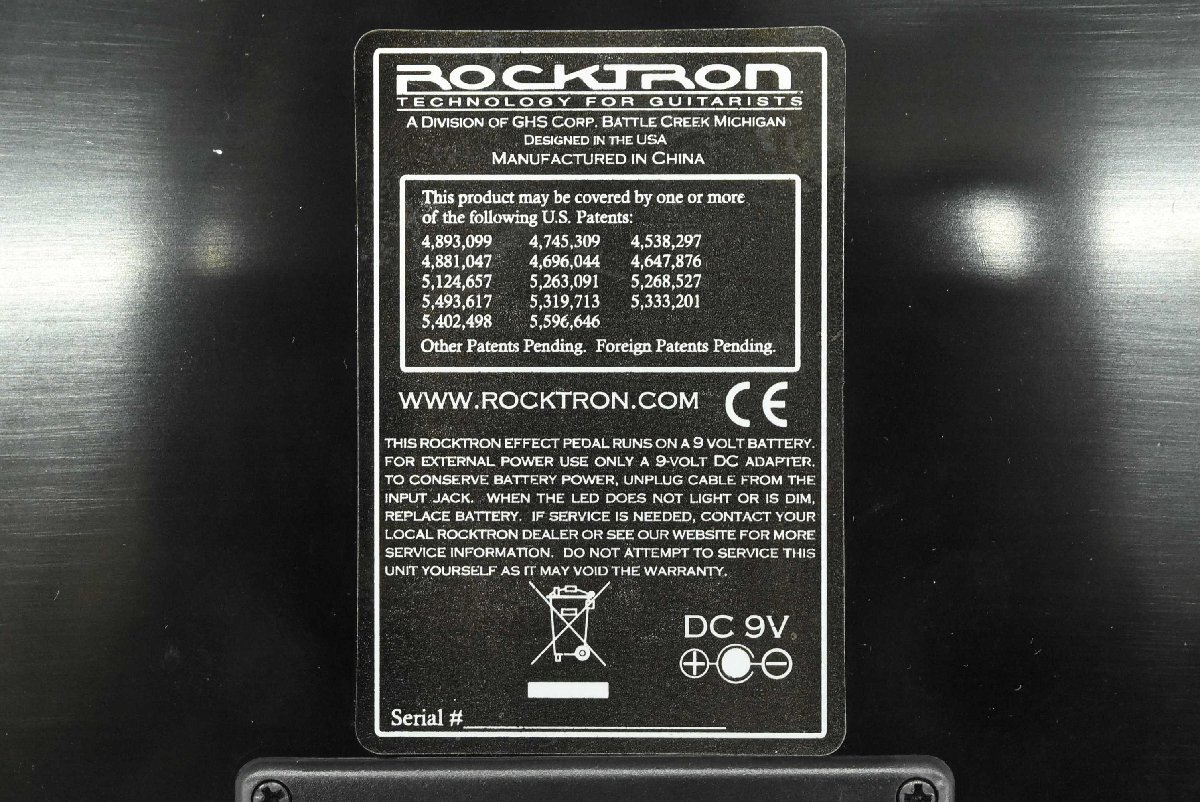 ROCKTRON
TECHNOLOGY FOR GUITARISTS
A DIVISION OF GHS CORP. BATTLE CREEK MICHIGAN
DESIGNED IN THE USA
MANUFACTURED IN CHINA
This product may be covered by one or more
of the following U.S. Patents:
4,893,099 4,745,309 4,538,297
4,881,047 4,696,044 4,647,876
5,124,657 5,263,091 5,268,527
5,493,617 5,319,713 5,333,201
5,402,498 5,596,646
Other Patents Pending. Foreign Patents Pending.
WWW.ROCKTRON.COM CE
THIS ROCKTRON EFFECT PEDAL RUNS ON A 9 VOLT BATTERY.
FOR EXTERNAL POWER USE ONLY A 9-VOLT DC ADAPTER.
TO CONSERVE BATTERY POWER, UNPLUG CABLE FROM THE
INPUT JACK. WHEN THE LED DOES NOT LIGHT OR IS DIM,
REPLACE BATTERY. IF SERVICE IS NEEDED, CONTACT YOUR
LOCAL ROCKTRON DEALER OR SEE OUR WEBSITE FOR MORE
SERVICE INFORMATION. DO NOT ATTEMPT TO SERVICE THIS
UNIT YOURSELF AS IT MAY VOID THE WARRANTY.
DC 9V
Serial #